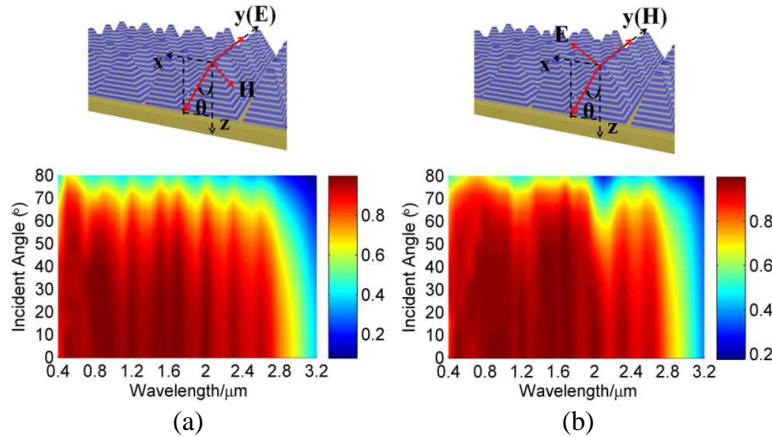 y(E)
x
H
θ
z
y(H)
E
x
θ
z
80
70
60
50
40
30
20
10
0
Incident Angle (º)
0.4 0.8 1.2 1.6 2 2.4 2.8 3.2
Wavelength/μm
0.8
0.6
0.4
0.2
(a)
80
70
60
50
40
30
20
10
0
Incident Angle (º)
0.4 0.8 1.2 1.6 2 2.4 2.8 3.2
Wavelength/μm
0.8
0.6
0.4
0.2
(b)